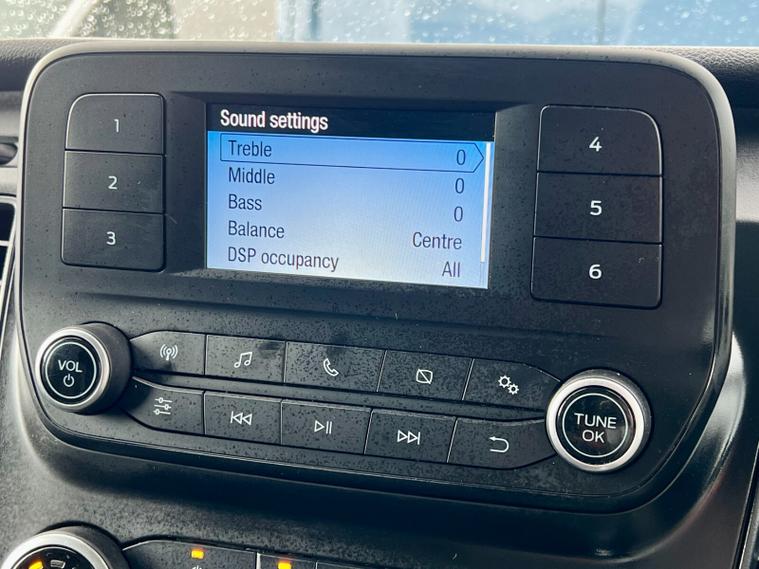 Sound settings
Treble 0
Middle 0
Bass 0
Balance Centre
DSP occupancy All
1
2
3
4
5
6
VOL
TUNE
OK